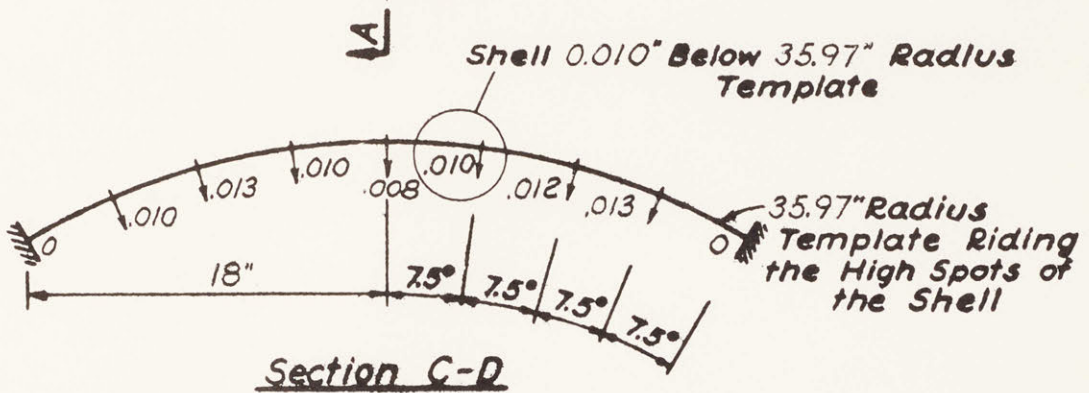 A
Shell 0.010" Below 35.97" Radius
Template
.010
.013
.010
.008
.010
.012
.013
0
0
35.97" Radius
Template Riding
the High Spots of
the Shell
18"
7.5°
7.5°
7.5°
7.5°
Section C-D